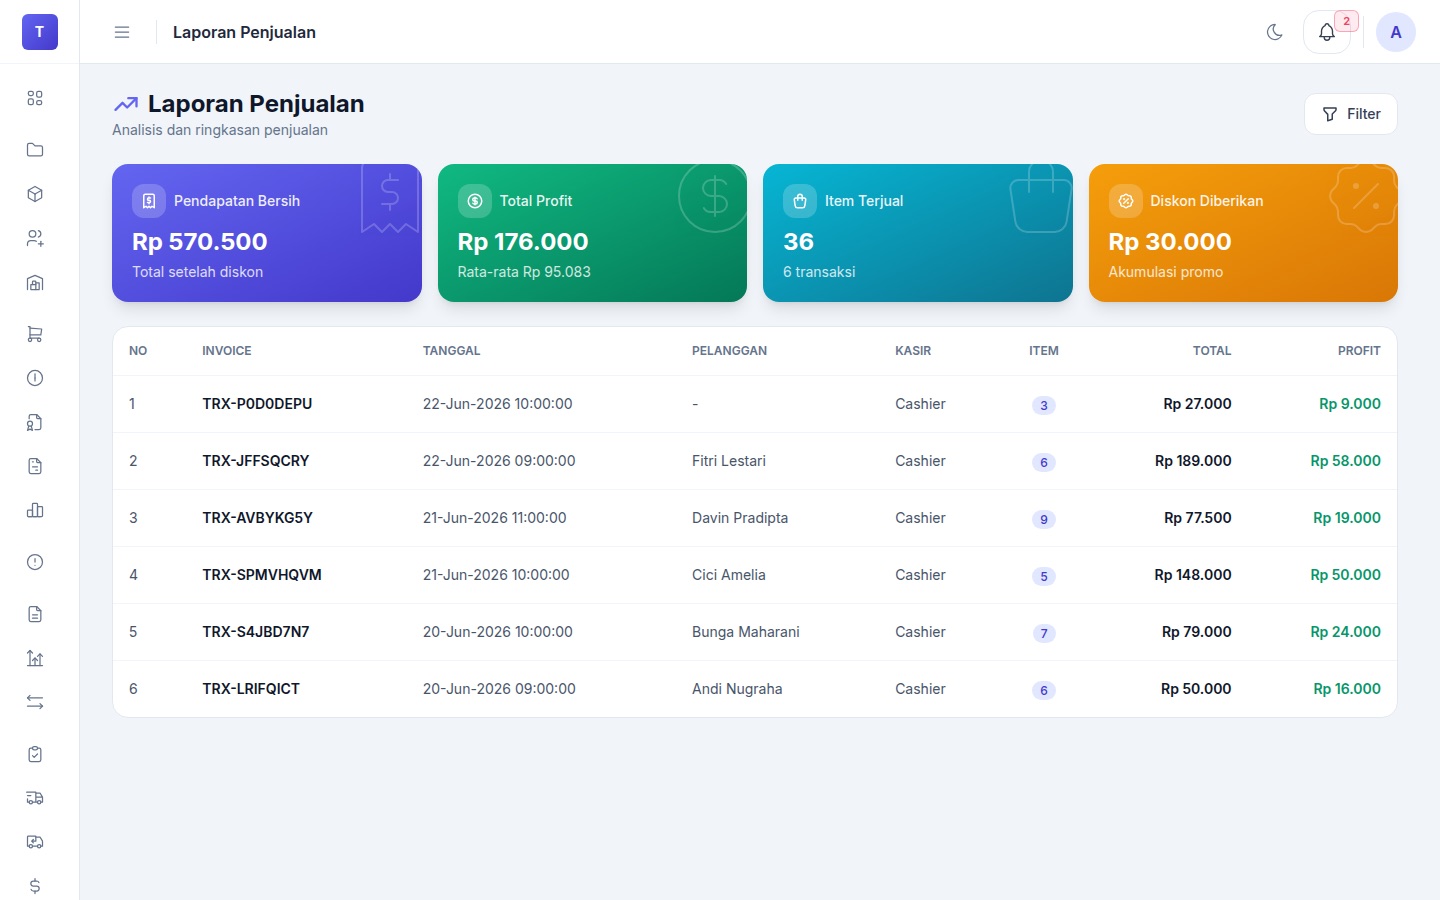 T
Laporan Penjualan
2
A
Laporan Penjualan
Analisis dan ringkasan penjualan
Filter
Pendapatan Bersih
Rp 570.500
Total setelah diskon
Total Profit
Rp 176.000
Rata-rata Rp 95.083
Item Terjual
36
6 transaksi
Diskon Diberikan
Rp 30.000
Akumulasi promo
NO INVOICE TANGGAL PELANGGAN KASIR ITEM TOTAL PROFIT
1 TRX-P0D0DEPU 22-Jun-2026 10:00:00 - Cashier 3 Rp 27.000 Rp 9.000
2 TRX-JFFSQCRY 22-Jun-2026 09:00:00 Fitri Lestari Cashier 6 Rp 189.000 Rp 58.000
3 TRX-AVBYKG5Y 21-Jun-2026 11:00:00 Davin Pradipta Cashier 9 Rp 77.500 Rp 19.000
4 TRX-SPMVHQVM 21-Jun-2026 10:00:00 Cici Amelia Cashier 5 Rp 148.000 Rp 50.000
5 TRX-S4JBD7N7 20-Jun-2026 10:00:00 Bunga Maharani Cashier 7 Rp 79.000 Rp 24.000
6 TRX-LRIFQICT 20-Jun-2026 09:00:00 Andi Nugraha Cashier 6 Rp 50.000 Rp 16.000